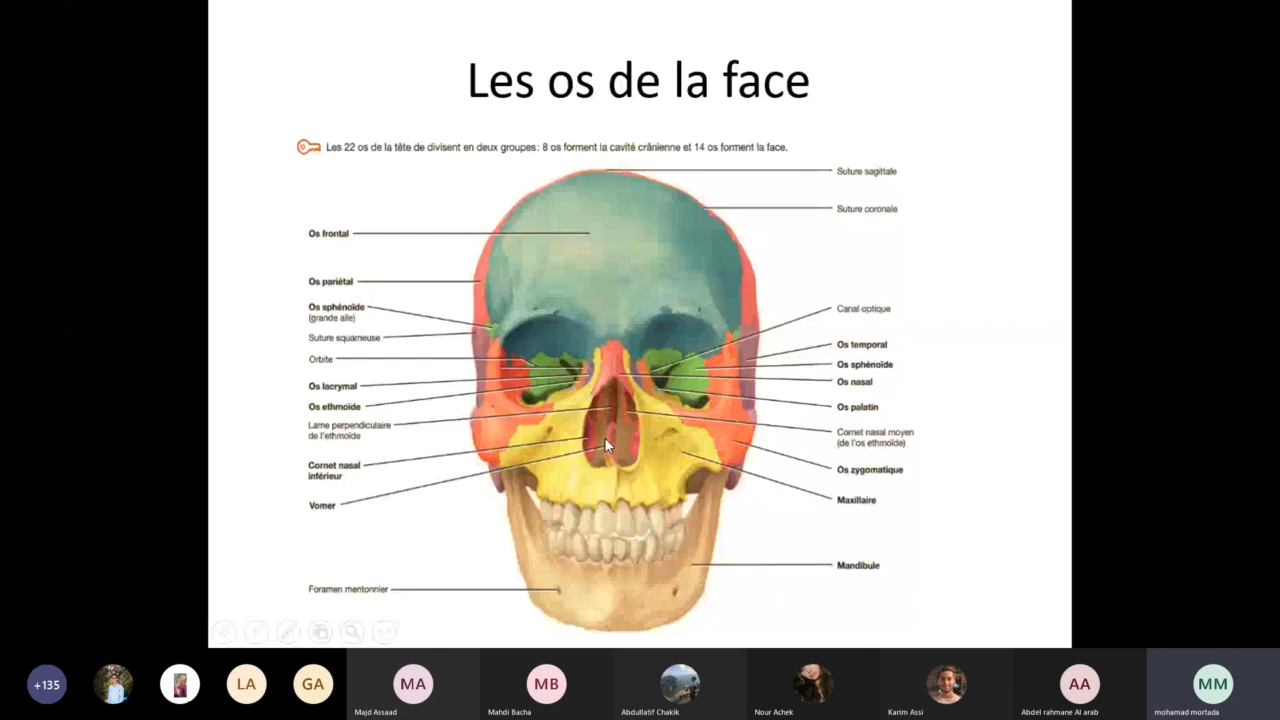 Les os de la face
Les 22 os de la tête de divisent en deux groupes : 8 os forment la cavité crânienne et 14 os forment la face.
Suture sagittale
Suture coronale
Os frontal
Os pariétal
Os sphénoïde
(grande aile)
Suture squameuse
Orbite
Os lacrymal
Os ethmoïde
Lame perpendiculaire
de l'ethmoïde
Cornet nasal
inférieur
Vomer
Foramen mentonnier
Canal optique
Os temporal
Os sphénoïde
Os nasal
Os palatin
Cornet nasal moyen
(de l'os ethmoïde)
Os zygomatique
Maxillaire
Mandibule
+135
LA
GA
MA
MB
AA
MM
Majd Assaad
Mahdi Bacha
Abdullatif Chakik
Nour Achek
Karim Assi
Abdel rahmane Al arab
mohamad mortada